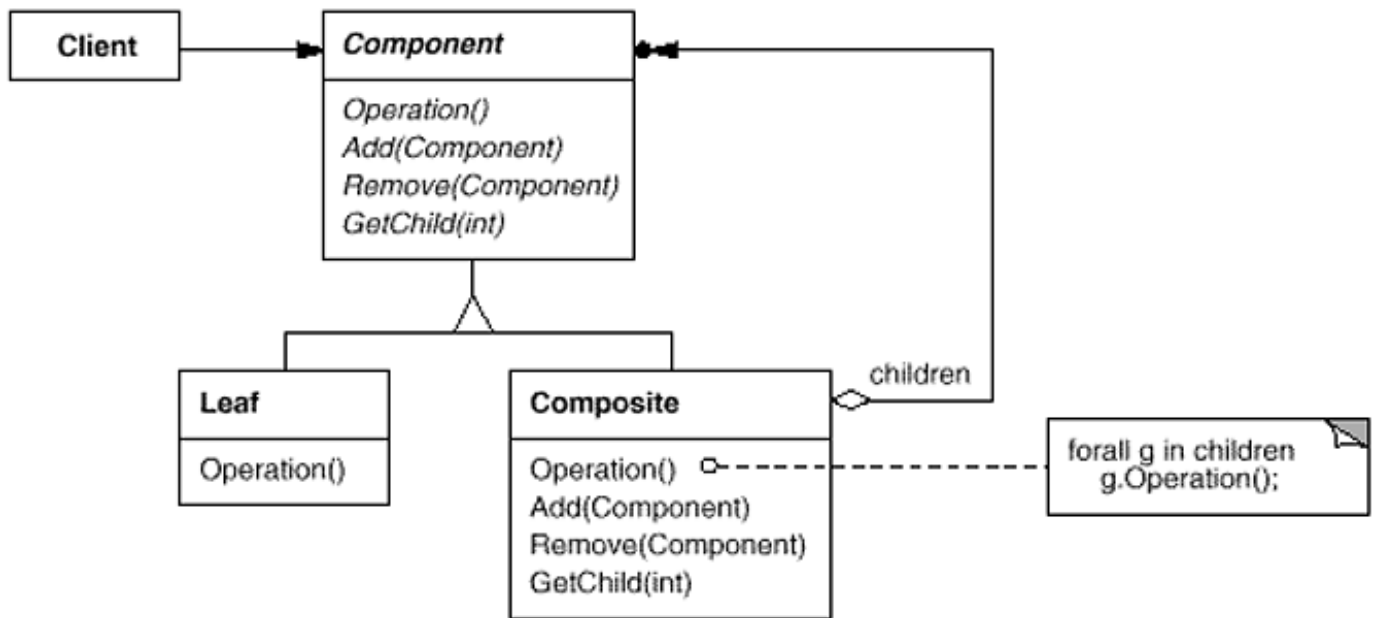 Client
Component
Operation()
Add(Component)
Remove(Component)
GetChild(int)
Leaf
Operation()
Composite
Operation()
Add(Component)
Remove(Component)
GetChild(int)
children
forall g in children
g.Operation();